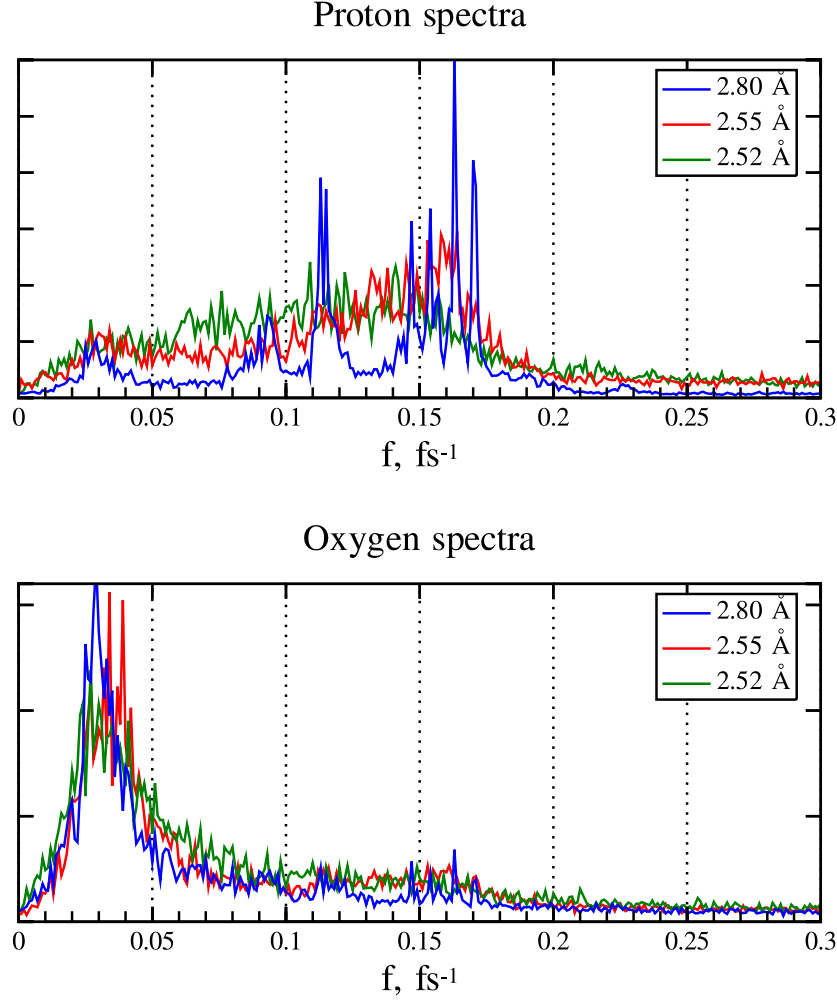 Proton spectra
2.80 Å
2.55 Å
2.52 Å
0 0.05 0.1 0.15 0.2 0.25 0.3
f, fs-1
Oxygen spectra
2.80 Å
2.55 Å
2.52 Å
0 0.05 0.1 0.15 0.2 0.25 0.3
f, fs-1